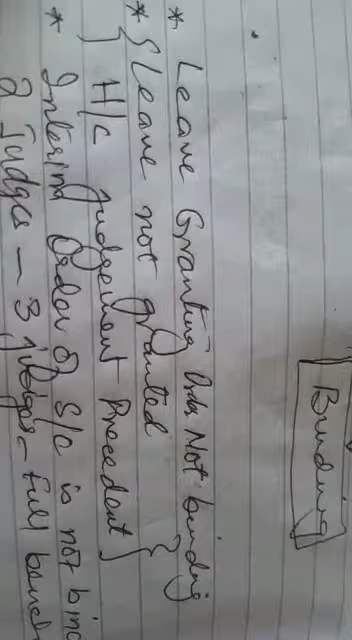 Binding
* Leave Granting Order Not binding
* { Leave not granted }
{ H/c Judgement Precedent }
* Interim Order of S/c is not bind
2 Judges - 3 judges - full bench